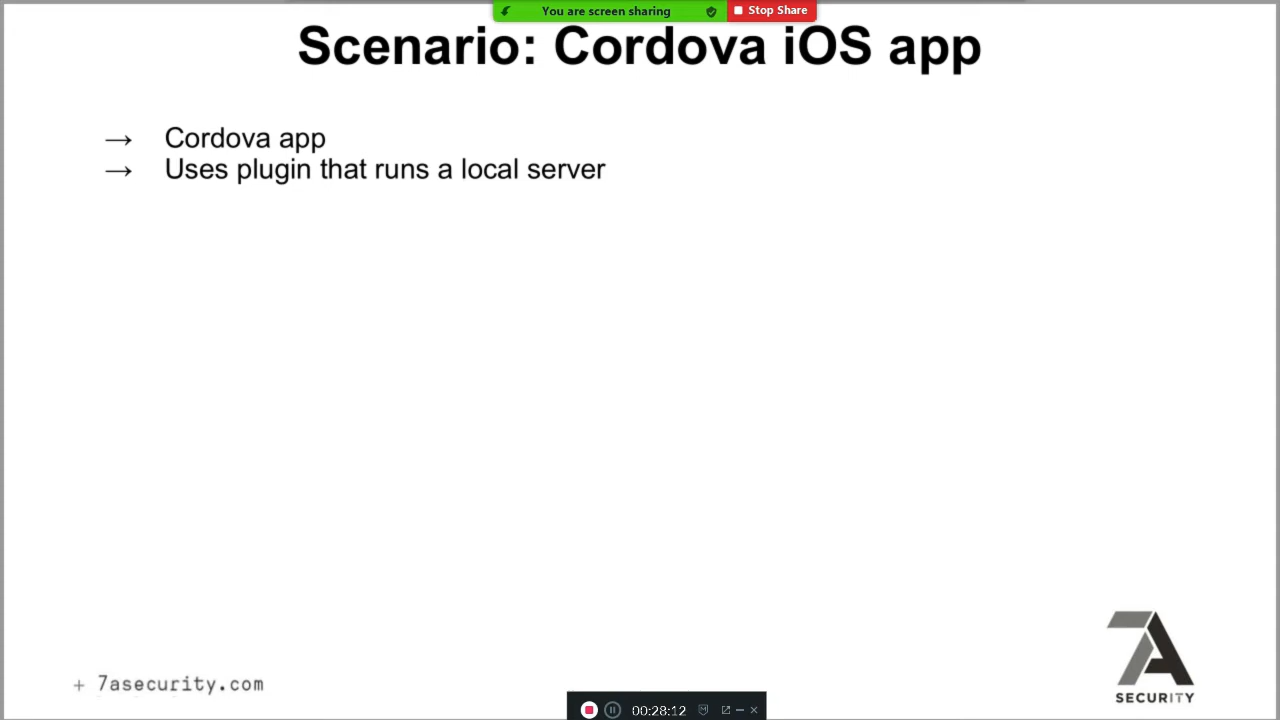 You are screen sharing
Stop Share
Scenario: Cordova iOS app
→ Cordova app
→ Uses plugin that runs a local server
+ 7asecurity.com
7A
SECURITY
00:28:12